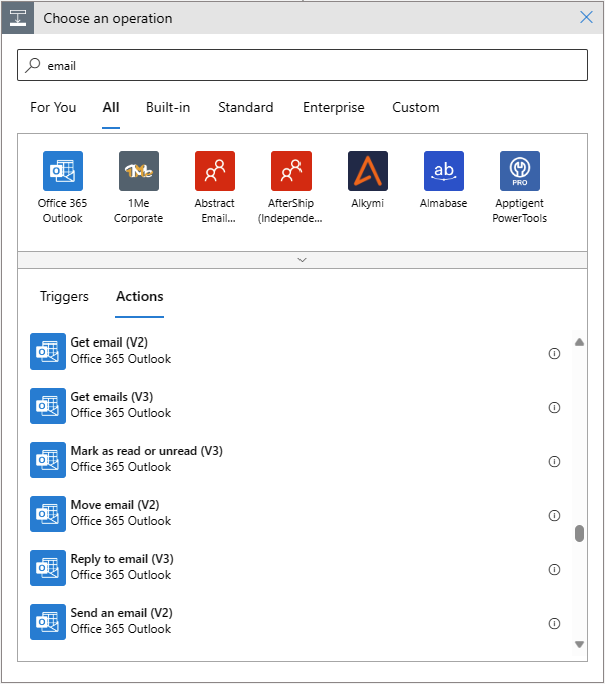 Choose an operation
email
For You All Built-in Standard Enterprise Custom
ab
PRO
Office 365 1Me Abstract AfterShip Alkymi Almabase Apptigent
Outlook Corporate Email... (Independe... PowerTools
Triggers Actions
Get email (V2)
Office 365 Outlook
Get emails (V3)
Office 365 Outlook
Mark as read or unread (V3)
Office 365 Outlook
Move email (V2)
Office 365 Outlook
Reply to email (V3)
Office 365 Outlook
Send an email (V2)
Office 365 Outlook